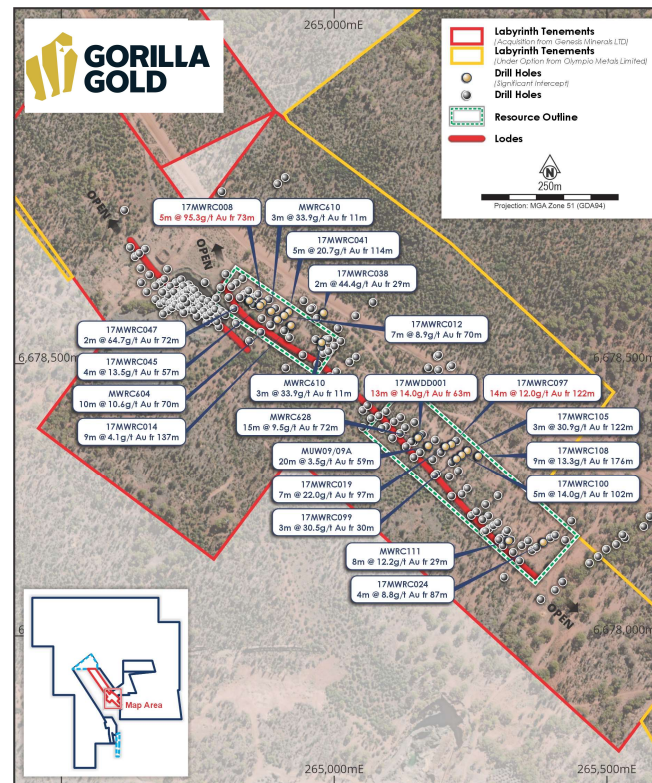 265,000mE
GORILLA
GOLD
Labyrinth Tenements
(Acquisition from Genesis Minerals LTD)
Labyrinth Tenements
(Under Option from Olympio Metals Limited)
Drill Holes
(Significant Intercept)
Drill Holes
Resource Outline
Lodes
N
250m
Projection: MGA Zone 51 (GDA94)
OPEN
OPEN
17MWRC008
5m @ 95.3g/t Au fr 73m
MWRC610
3m @ 33.9g/t Au fr 11m
17MWRC041
5m @ 20.7g/t Au fr 114m
17MWRC038
2m @ 44.4g/t Au fr 29m
17MWRC012
7m @ 8.9g/t Au fr 70m
17MWRC047
2m @ 64.7g/t Au fr 72m
6,678,500m
17MWRC045
4m @ 13.5g/t Au fr 57m
MWRC604
10m @ 10.6g/t Au fr 70m
17MWRC014
9m @ 4.1g/t Au fr 137m
MWRC610
3m @ 33.9g/t Au fr 11m
17MWDD001
13m @ 14.0g/t Au fr 63m
17MWRC097
14m @ 12.0g/t Au fr 122m
MWRC628
15m @ 9.5g/t Au fr 72m
17MWRC105
3m @ 30.9g/t Au fr 122m
MUW09/09A
20m @ 3.5g/t Au fr 59m
17MWRC108
9m @ 13.3g/t Au fr 176m
17MWRC019
7m @ 22.0g/t Au fr 97m
17MWRC100
5m @ 14.0g/t Au fr 102m
17MWRC099
3m @ 30.5g/t Au fr 30m
MWRC111
8m @ 12.2g/t Au fr 29m
17MWRC024
4m @ 8.8g/t Au fr 87m
OPEN
6,678,000m
Map Area
265,000mE
265,500mE